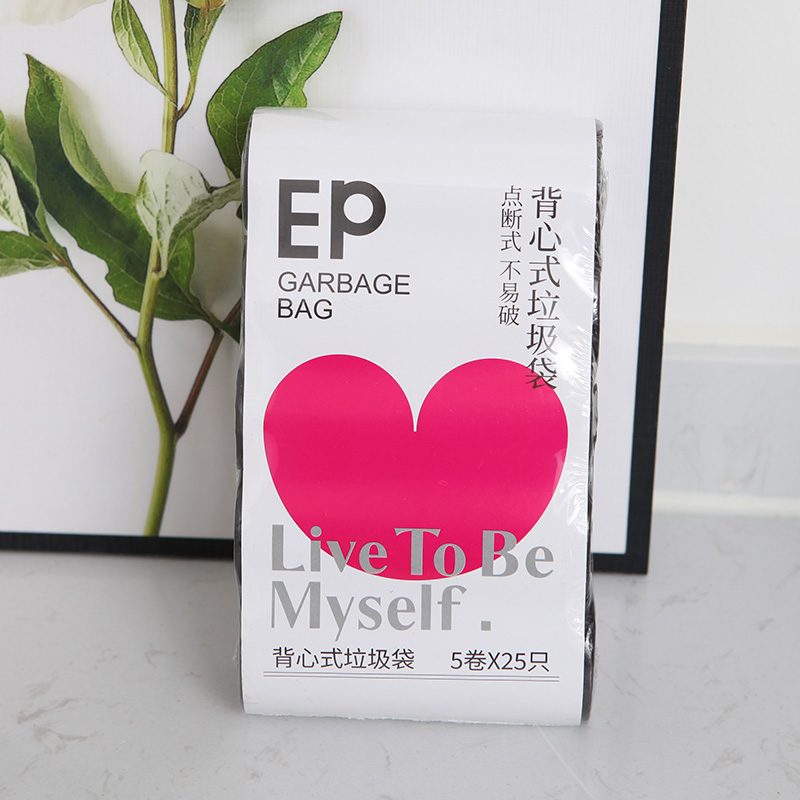 EP
GARBAGE
BAG
背心式垃圾袋
点断式 不易破
Live To Be
Myself .
背心式垃圾袋 5卷X25只